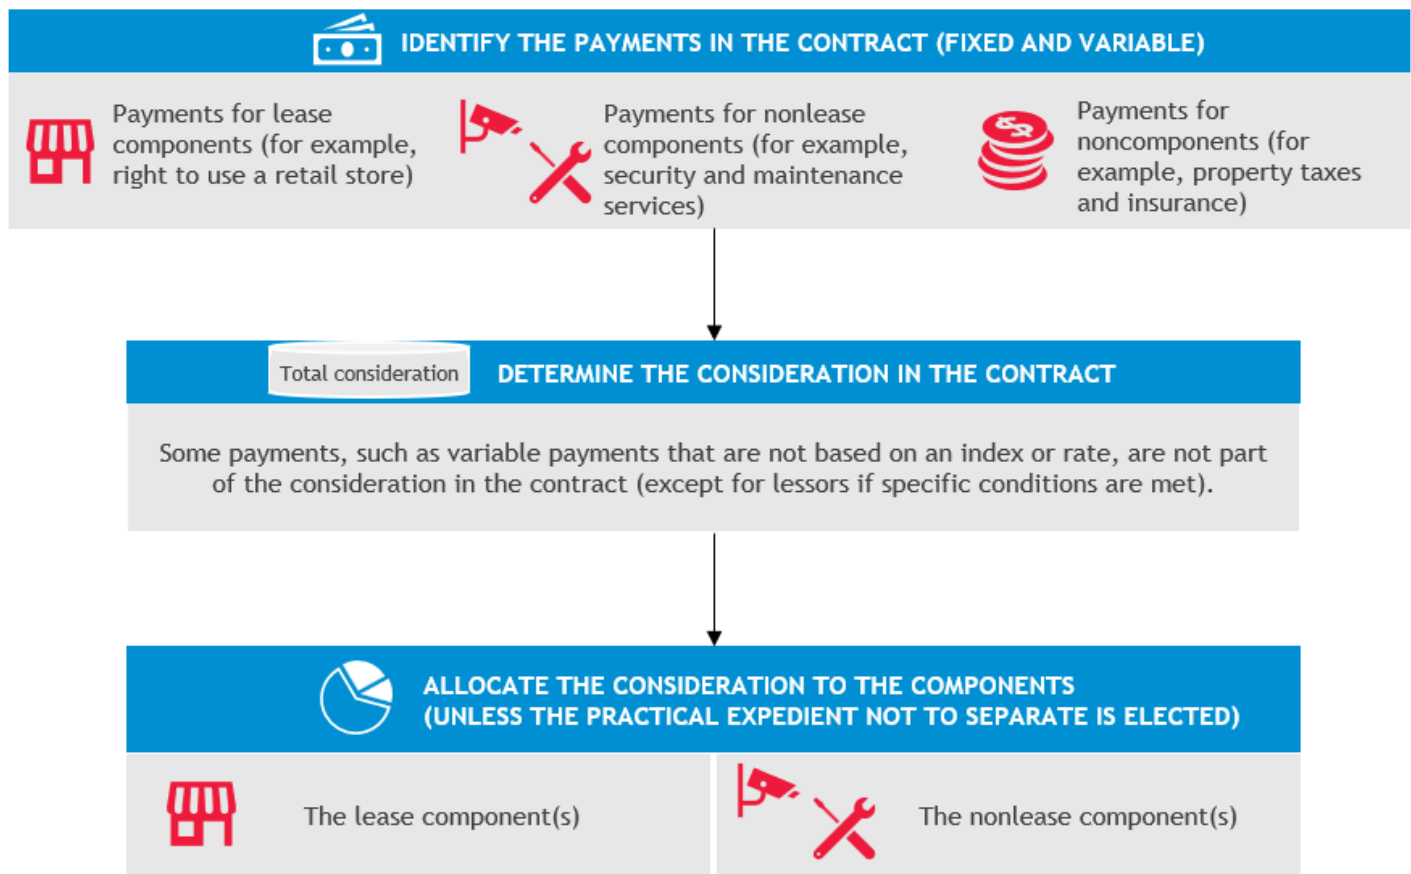 IDENTIFY THE PAYMENTS IN THE CONTRACT (FIXED AND VARIABLE)
Payments for lease
components (for example,
right to use a retail store)
Payments for nonlease
components (for example,
security and maintenance
services)
Payments for
noncomponents (for
example, property taxes
and insurance)
Total consideration
DETERMINE THE CONSIDERATION IN THE CONTRACT
Some payments, such as variable payments that are not based on an index or rate, are not part
of the consideration in the contract (except for lessors if specific conditions are met).
ALLOCATE THE CONSIDERATION TO THE COMPONENTS
(UNLESS THE PRACTICAL EXPEDIENT NOT TO SEPARATE IS ELECTED)
The lease component(s)
The nonlease component(s)